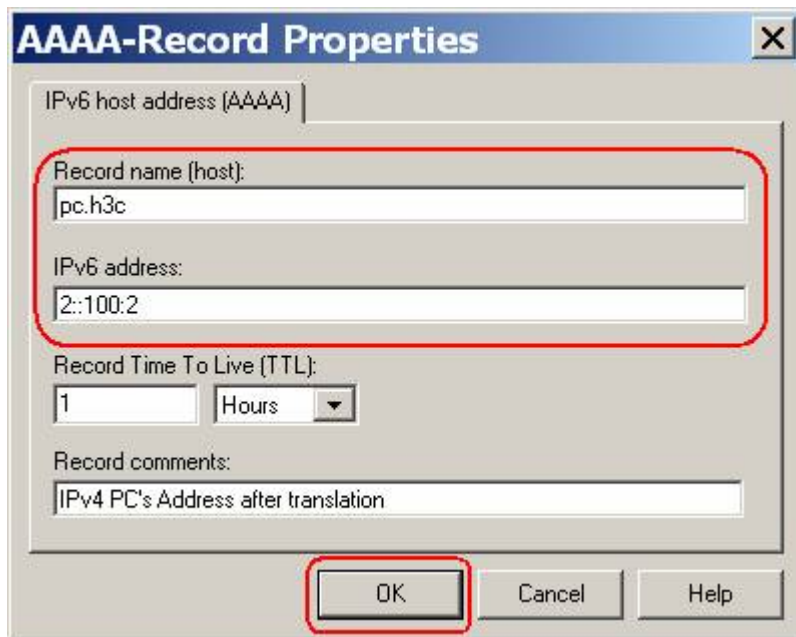 AAAA-Record Properties
IPv6 host address (AAAA)
Record name (host):
pc.h3c
IPv6 address:
2::100:2
Record Time To Live (TTL):
1 Hours
Record comments:
IPv4 PC's Address after translation
OK Cancel Help